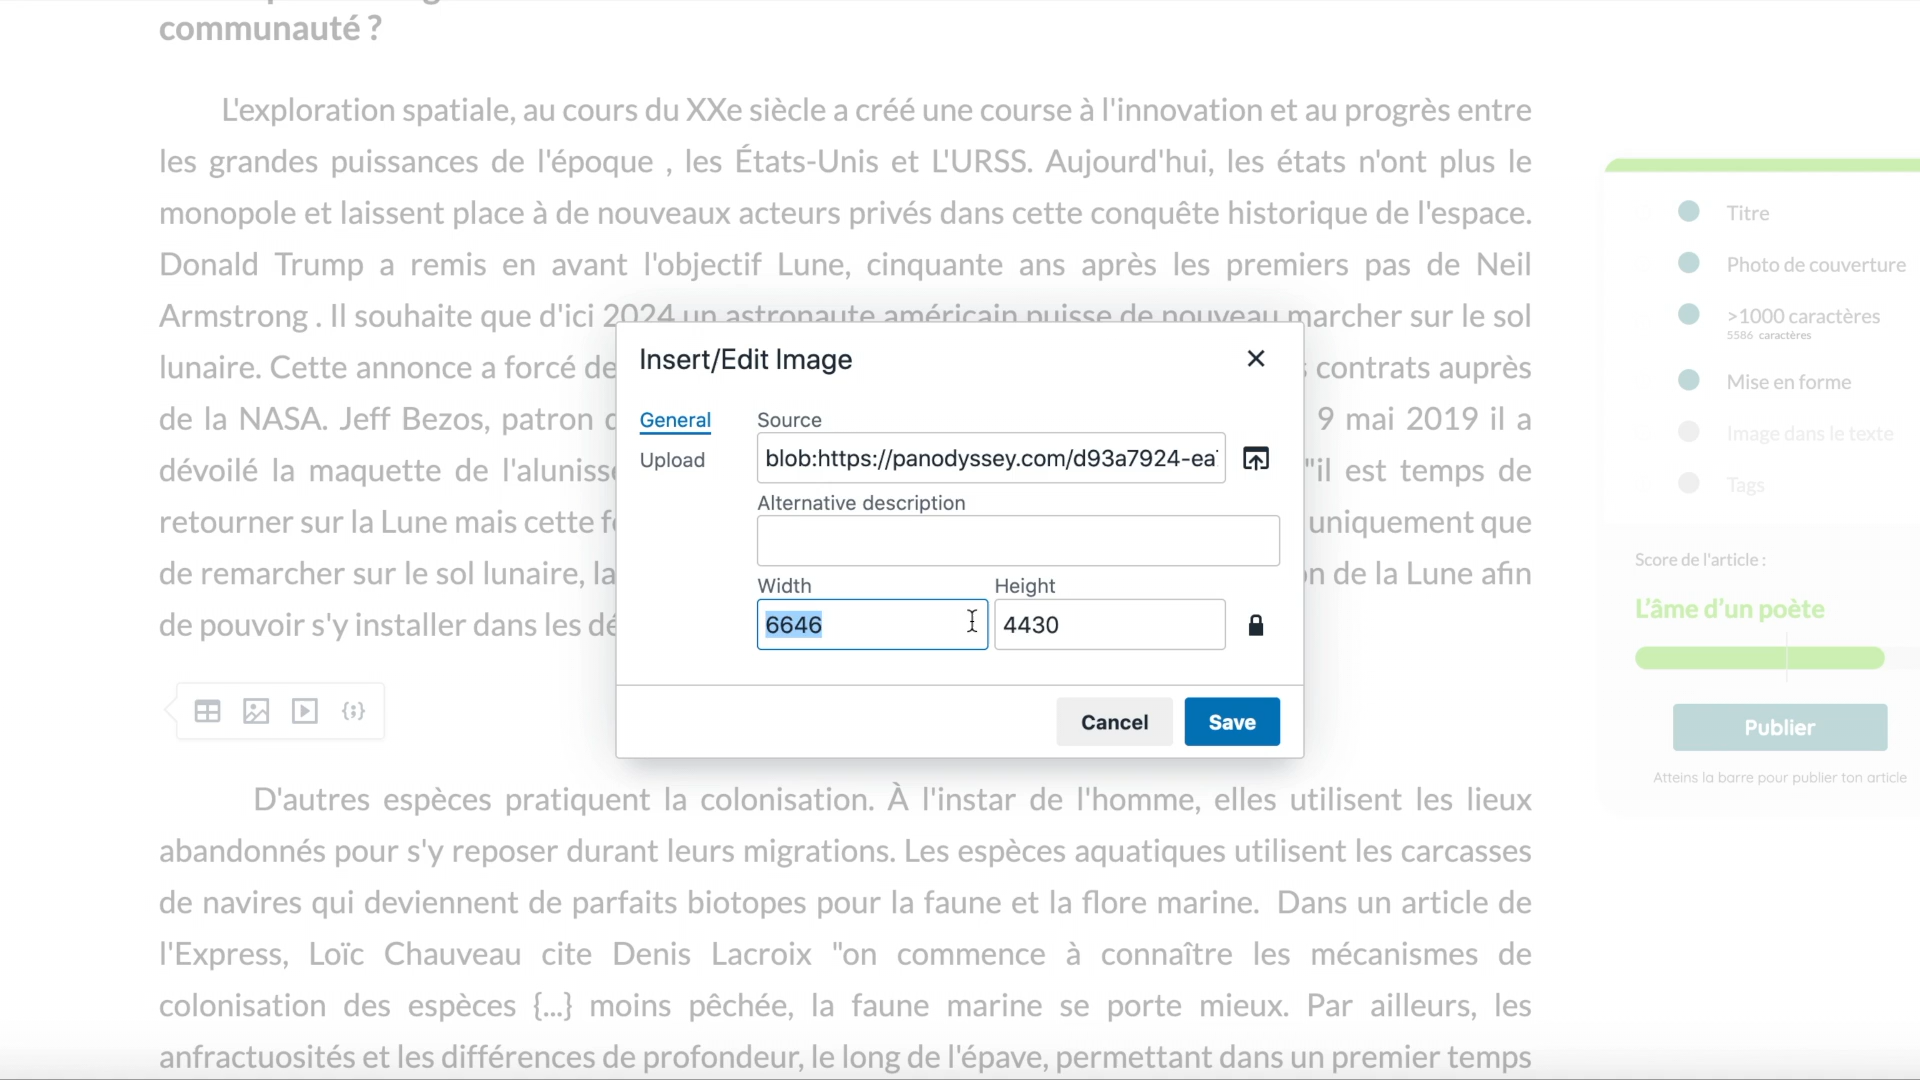 communauté ?
L'exploration spatiale, au cours du XXe siècle a créé une course à l'innovation et au progrès entre
les grandes puissances de l'époque , les États-Unis et L'URSS. Aujourd'hui, les états n'ont plus le
monopole et laissent place à de nouveaux acteurs privés dans cette conquête historique de l'espace.
Donald Trump a remis en avant l'objectif Lune, cinquante ans après les premiers pas de Neil
Armstrong . Il souhaite que d'ici 2024 un astronaute américain puisse de nouveau marcher sur le sol
lunaire. Cette annonce a forcé de
contrats auprès
de la NASA. Jeff Bezos, patron
9 mai 2019 il a
dévoilé la maquette de l'aluniss
"il est temps de
retourner sur la Lune mais cette f
uniquement que
de remarcher sur le sol lunaire, la
de la Lune afin
de pouvoir s'y installer dans les dé
Insert/Edit Image
General
Upload
Source
blob:https://panodyssey.com/d93a7924-ea
Alternative description
Width
Height
6646
4430
Cancel
Save
{;}
D'autres espèces pratiquent la colonisation. À l'instar de l'homme, elles utilisent les lieux
abandonnés pour s'y reposer durant leurs migrations. Les espèces aquatiques utilisent les carcasses
de navires qui deviennent de parfaits biotopes pour la faune et la flore marine. Dans un article de
l'Express, Loïc Chauveau cite Denis Lacroix "on commence à connaître les mécanismes de
colonisation des espèces {...} moins pêchée, la faune marine se porte mieux. Par ailleurs, les
anfractuosités et les différences de profondeur, le long de l'épave, permettant dans un premier temps
Titre
Photo de couverture
>1000 caractères
5586 caractères
Mise en forme
Image dans le texte
Tags
Score de l'article :
L'âme d'un poète
Publier
Atteins la barre pour publier ton article